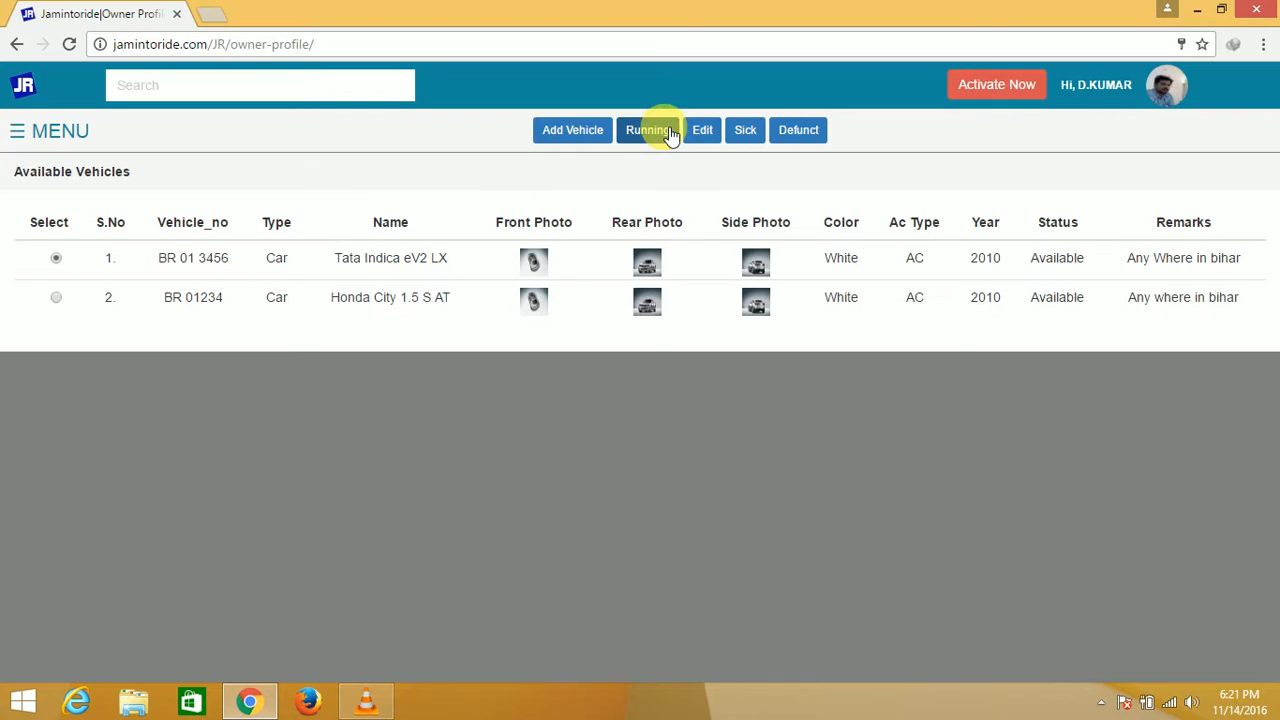 Jamintoride|Owner Profil
jamintoride.com/JR/owner-profile/
JR Search Activate Now Hi, D.KUMAR
☰ MENU Add Vehicle Running Edit Sick Defunct
Available Vehicles
Select S.No Vehicle_no Type Name Front Photo Rear Photo Side Photo Color Ac Type Year Status Remarks
1. BR 01 3456 Car Tata Indica eV2 LX White AC 2010 Available Any Where in bihar
2. BR 01234 Car Honda City 1.5 S AT White AC 2010 Available Any where in bihar
6:21 PM
11/14/2016